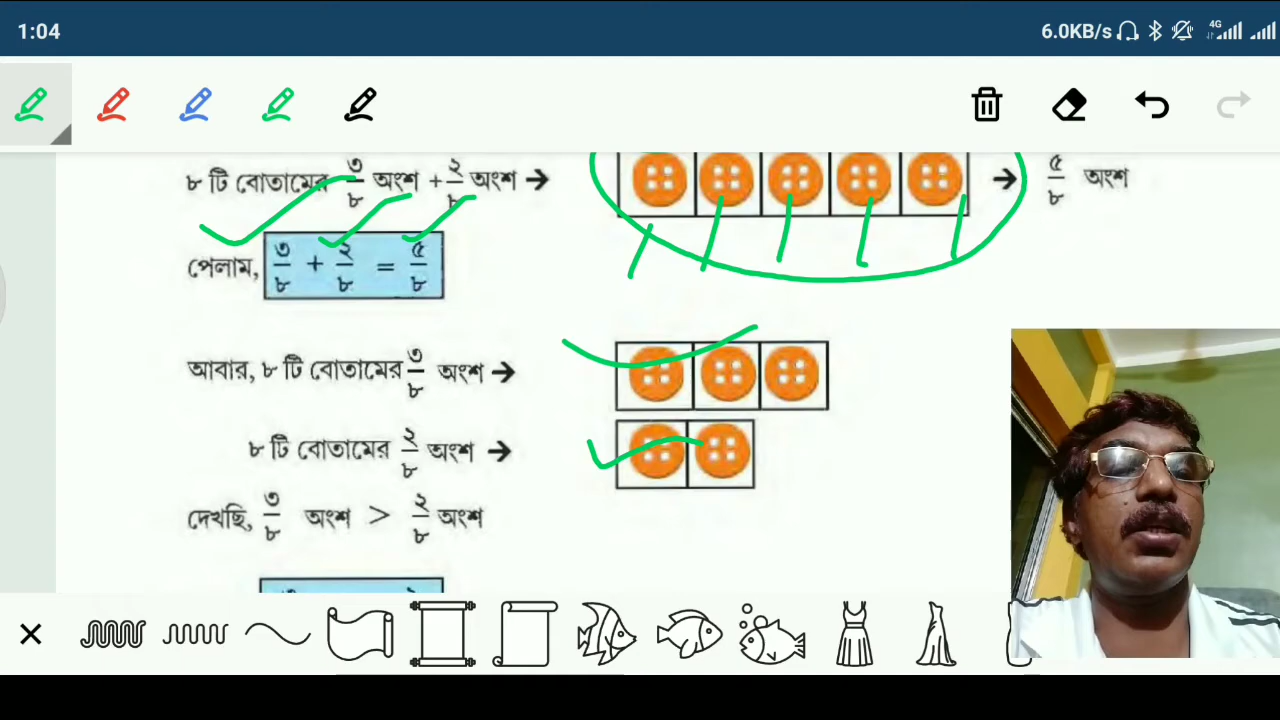 1:04 6.0KB/s 4G
৮ টি বোতামের ৩/৮ অংশ + ২/৮ অংশ → → ৫/৮ অংশ
পেলাম, ৩/৮ + ২/৮ = ৫/৮
আবার, ৮ টি বোতামের ৩/৮ অংশ →
৮ টি বোতামের ২/৮ অংশ →
দেখছি, ৩/৮ অংশ > ২/৮ অংশ